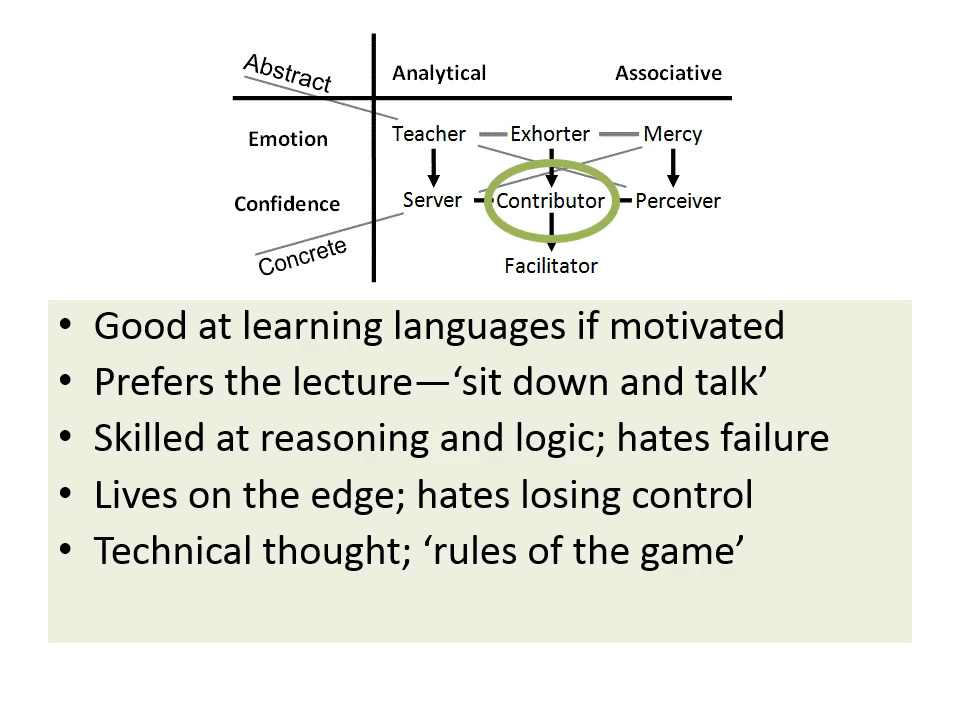 Abstract
Analytical Associative
Emotion Teacher Exhorter Mercy
Confidence Server Contributor Perceiver
Concrete
Facilitator
• Good at learning languages if motivated
• Prefers the lecture—‘sit down and talk’
• Skilled at reasoning and logic; hates failure
• Lives on the edge; hates losing control
• Technical thought; ‘rules of the game’